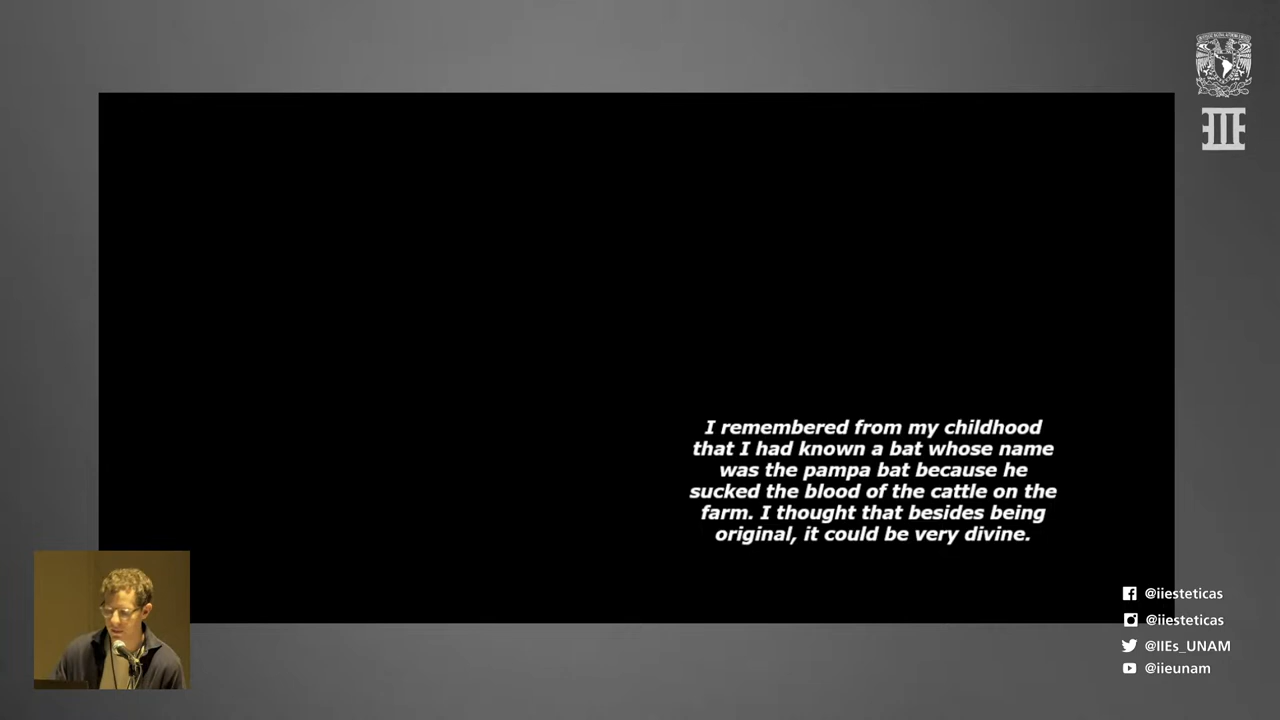 I remembered from my childhood
that I had known a bat whose name
was the pampa bat because he
sucked the blood of the cattle on the
farm. I thought that besides being
original, it could be very divine.
@iiesteticas
@iiesteticas
@IIEs_UNAM
@iieunam